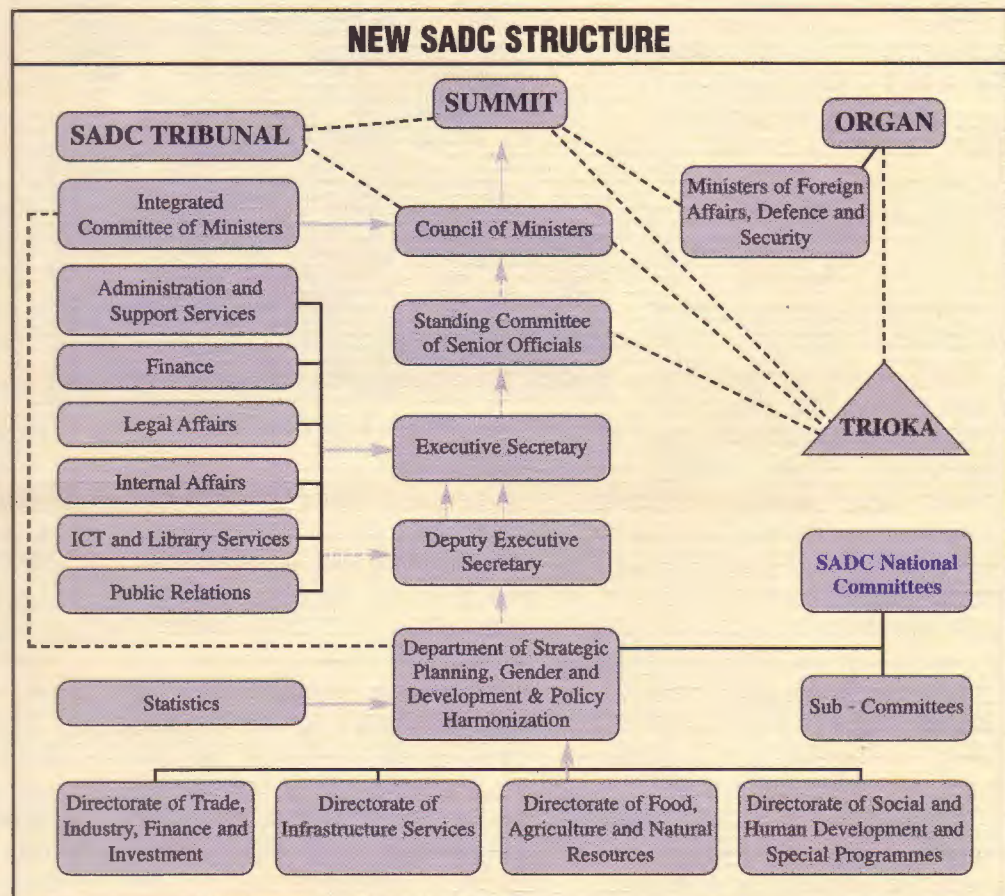 NEW SADC STRUCTURE
SUMMIT
SADC TRIBUNAL
ORGAN
Integrated
Committee of Ministers
Council of Ministers
Ministers of Foreign
Affairs, Defence and
Security
Administration and
Support Services
Standing Committee
of Senior Officials
Finance
TRIOKA
Legal Affairs
Executive Secretary
Internal Affairs
ICT and Library Services
Deputy Executive
Secretary
SADC National
Committees
Public Relations
Department of Strategic
Planning, Gender and
Development & Policy
Harmonization
Statistics
Sub - Committees
Directorate of Trade,
Industry, Finance and
Investment
Directorate of
Infrastructure Services
Directorate of Food,
Agriculture and Natural
Resources
Directorate of Social and
Human Development and
Special Programmes